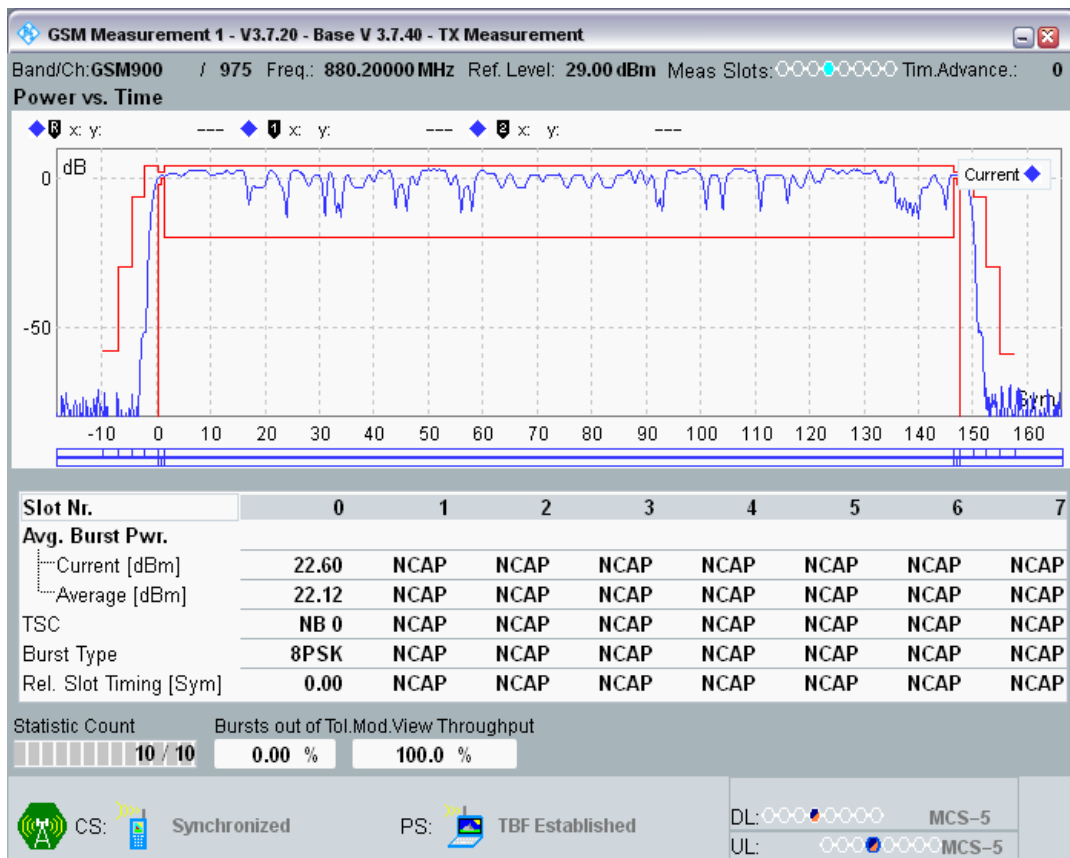 GSM Measurement 1 - V3.7.20 - Base V 3.7.40 - TX Measurement
Band/Ch:GSM900 / 975 Freq.: 880.20000 MHz Ref. Level: 29.00 dBm Meas Slots: Tim.Advance.: 0
Power vs. Time
R x: y: --- 1 x: y: --- 2 x: y: ---
dB
0
Current
-50
Sym
-10 0 10 20 30 40 50 60 70 80 90 100 110 120 130 140 150 160
Slot Nr. 0 1 2 3 4 5 6 7
Avg. Burst Pwr.
Current [dBm] 22.60 NCAP NCAP NCAP NCAP NCAP NCAP NCAP
Average [dBm] 22.12 NCAP NCAP NCAP NCAP NCAP NCAP NCAP
TSC NB 0 NCAP NCAP NCAP NCAP NCAP NCAP NCAP
Burst Type 8PSK NCAP NCAP NCAP NCAP NCAP NCAP NCAP
Rel. Slot Timing [Sym] 0.00 NCAP NCAP NCAP NCAP NCAP NCAP NCAP
Statistic Count Bursts out of Tol. Mod.View Throughput
10 / 10 0.00 % 100.0 %
CS: Synchronized PS: TBF Established
DL: MCS-5
UL: MCS-5